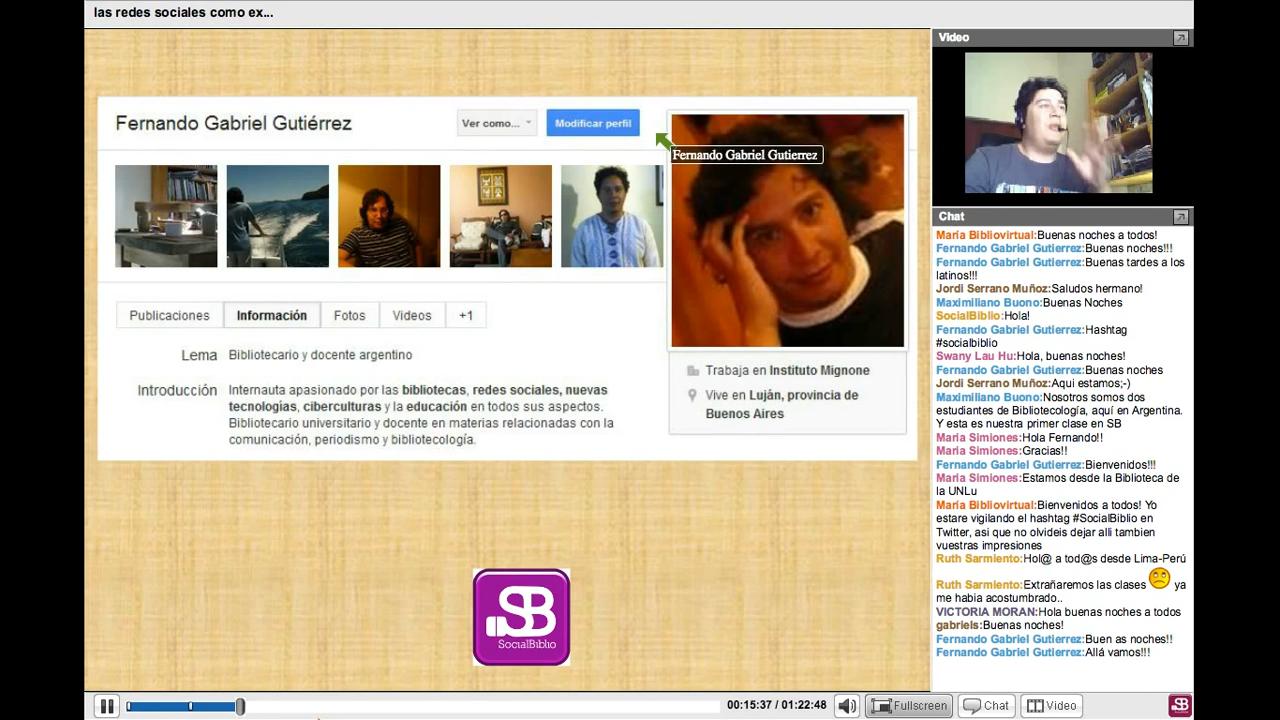 las redes sociales como ex...
Fernando Gabriel Gutiérrez
Ver como...
Modificar perfil
Fernando Gabriel Gutierrez
Publicaciones
Información
Fotos
Videos
+1
Lema
Bibliotecario y docente argentino
Introducción
Internauta apasionado por las bibliotecas, redes sociales, nuevas
tecnologías, ciberculturas y la educación en todos sus aspectos.
Bibliotecario universitario y docente en materias relacionadas con la
comunicación, periodismo y bibliotecología.
Trabaja en Instituto Mignone
Vive en Luján, provincia de
Buenos Aires
SB
SocialBiblio
Video
Chat
María Bibliovirtual:Buenas noches a todos!
Fernando Gabriel Gutierrez:Buenas noches!!!
Fernando Gabriel Gutierrez:Buenas tardes a los
latinos!!!
Jordi Serrano Muñoz:Saludos hermano!
Maximiliano Buono:Buenas Noches
SocialBiblio:Hola!
Fernando Gabriel Gutierrez:Hashtag
#socialbiblio
Swany Lau Hu:Hola, buenas noches!
Fernando Gabriel Gutierrez:Buenas noches
Jordi Serrano Muñoz:Aqui estamos;-)
Maximiliano Buono:Nosotros somos dos
estudiantes de Bibliotecología, aquí en Argentina.
Y esta es nuestra primer clase en SB
Maria Simiones:Hola Fernando!!
Maria Simiones:Gracias!!
Fernando Gabriel Gutierrez:Bienvenidos!!!
Maria Simiones:Estamos desde la Biblioteca de
la UNLu
María Bibliovirtual:Bienvenidos a todos! Yo
estare vigilando el hashtag #SocialBiblio en
Twitter, asi que no olvideis dejar alli tambien
vuestras impresiones
Ruth Sarmiento:Hol@ a tod@s desde Lima-Perú
Ruth Sarmiento:Extrañaremos las clases ya
me habia acostumbrado..
VICTORIA MORAN:Hola buenas noches a todos
gabriels:Buenas noches!
Fernando Gabriel Gutierrez:Buen as noches!!
Fernando Gabriel Gutierrez:Allá vamos!!!
00:15:37 / 01:22:48
Fullscreen
Chat
Video
SB